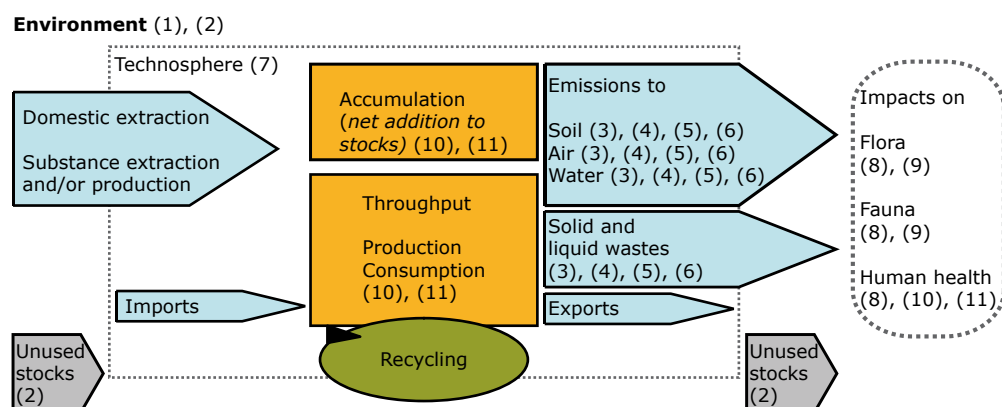 Environment (1), (2)
Technosphere (7)
Domestic extraction
Substance extraction
and/or production
Imports
Unused
stocks
(2)
Accumulation
(net addition to
stocks) (10), (11)
Throughput
Production
Consumption
(10), (11)
Recycling
Emissions to
Soil (3), (4), (5), (6)
Air (3), (4), (5), (6)
Water (3), (4), (5), (6)
Solid and
liquid wastes
(3), (4), (5), (6)
Exports
Unused
stocks
(2)
Impacts on
Flora
(8), (9)
Fauna
(8), (9)
Human health
(8), (10), (11)